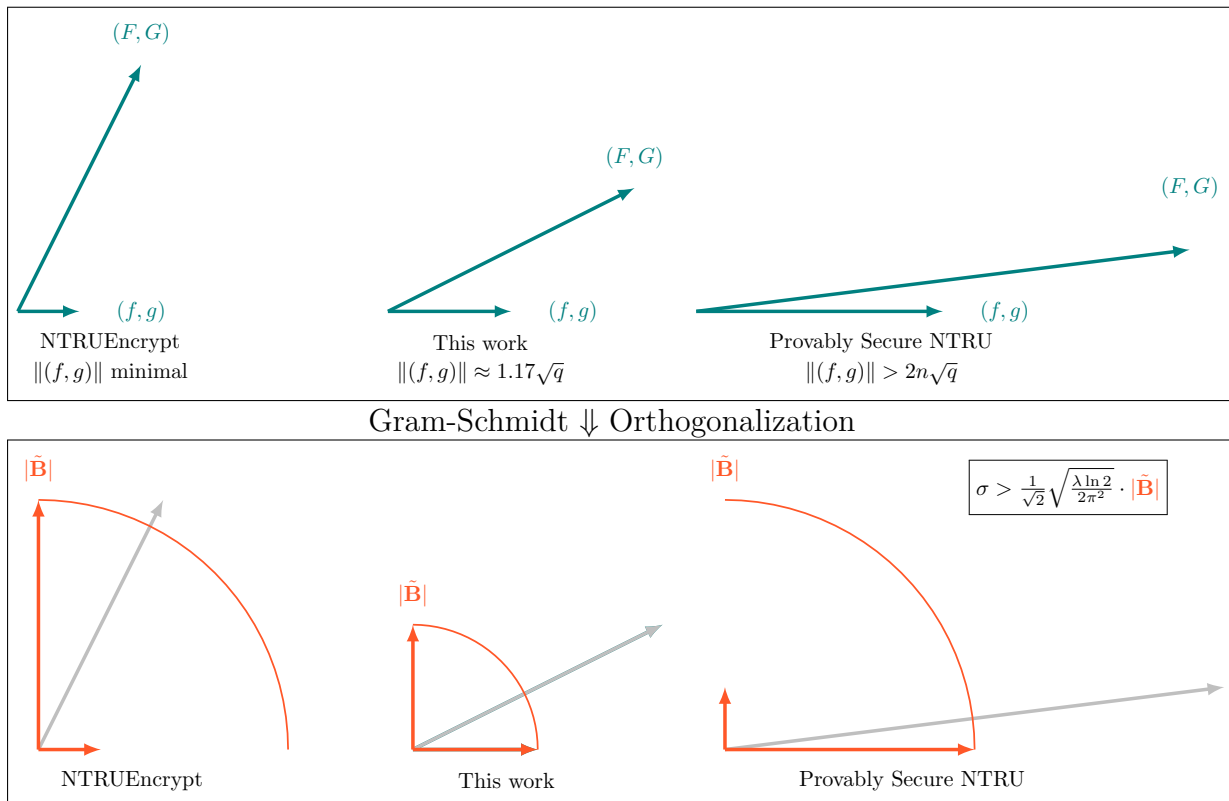 (F, G)
(F, G)
(F, G)
(f, g)
(f, g)
(f, g)
NTRUEncrypt
‖(f, g)‖ minimal
This work
‖(f, g)‖ ≈ 1.17√q
Provably Secure NTRU
‖(f, g)‖ > 2n√q
Gram-Schmidt ⇓ Orthogonalization
|B̃|
|B̃|
|B̃|
σ > 1/√2 √(λ ln 2 / 2π²) · |B̃|
NTRUEncrypt
This work
Provably Secure NTRU